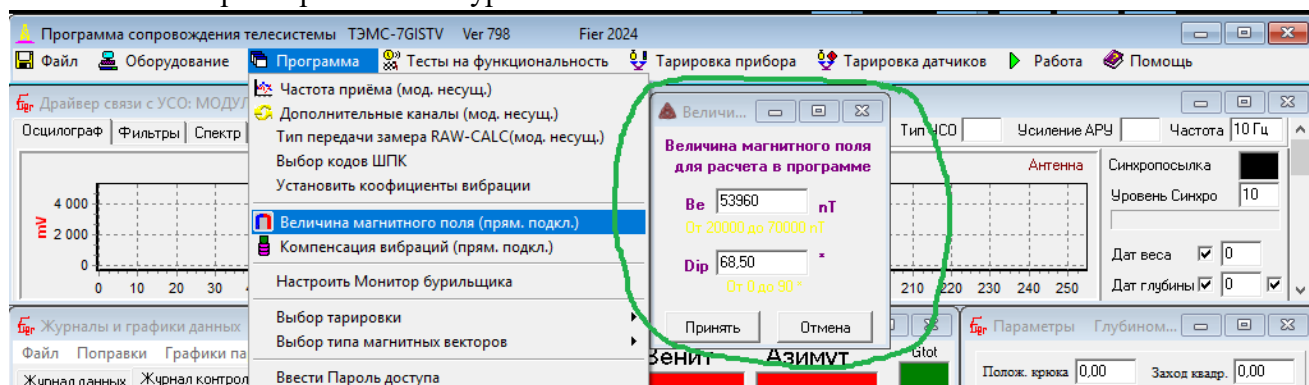 Программа сопровождения телесистемы ТЭМС-7GISTV Ver 798 Fier 2024
Файл Оборудование Программа Тесты на функциональность Тарировка прибора Тарировка датчиков Работа Помощь
Частота приёма (мод. несущ.)
Дополнительные каналы (мод. несущ.)
Тип передачи замера RAW-CALC(мод. несущ.)
Выбор кодов ШПК
Установить коофициенты вибрации
Величина магнитного поля (прям. подкл.)
Компенсация вибраций (прям. подкл.)
Настроить Монитор бурильщика
Выбор тарировки
Выбор типа магнитных векторов
Ввести Пароль доступа
Драйвер связи с УСО: МОДУЛ
Осцилограф Фильтры Спектр
Тип УСО Усиление АРУ Частота 10 Гц
Антенна
mV
4 000
2 000
0
0 10 20 30
210 220 230 240 250
Синхропосылка
Уровень Синхро 10
Дат веса 0
Дат глубины 0
Величи...
Величина магнитного поля
для расчета в программе
Be 53960 nT
От 20000 до 70000 nT
Dip 68,50 *
От 0 до 90 *
Принять Отмена
Журналы и графики данных
Файл Поправки Графики па
Журнал данных Журнал контрол
Зенит Азимут Gtot
Параметры Глубином...
Полож. крюка 0,00 Заход квадр. 0,00